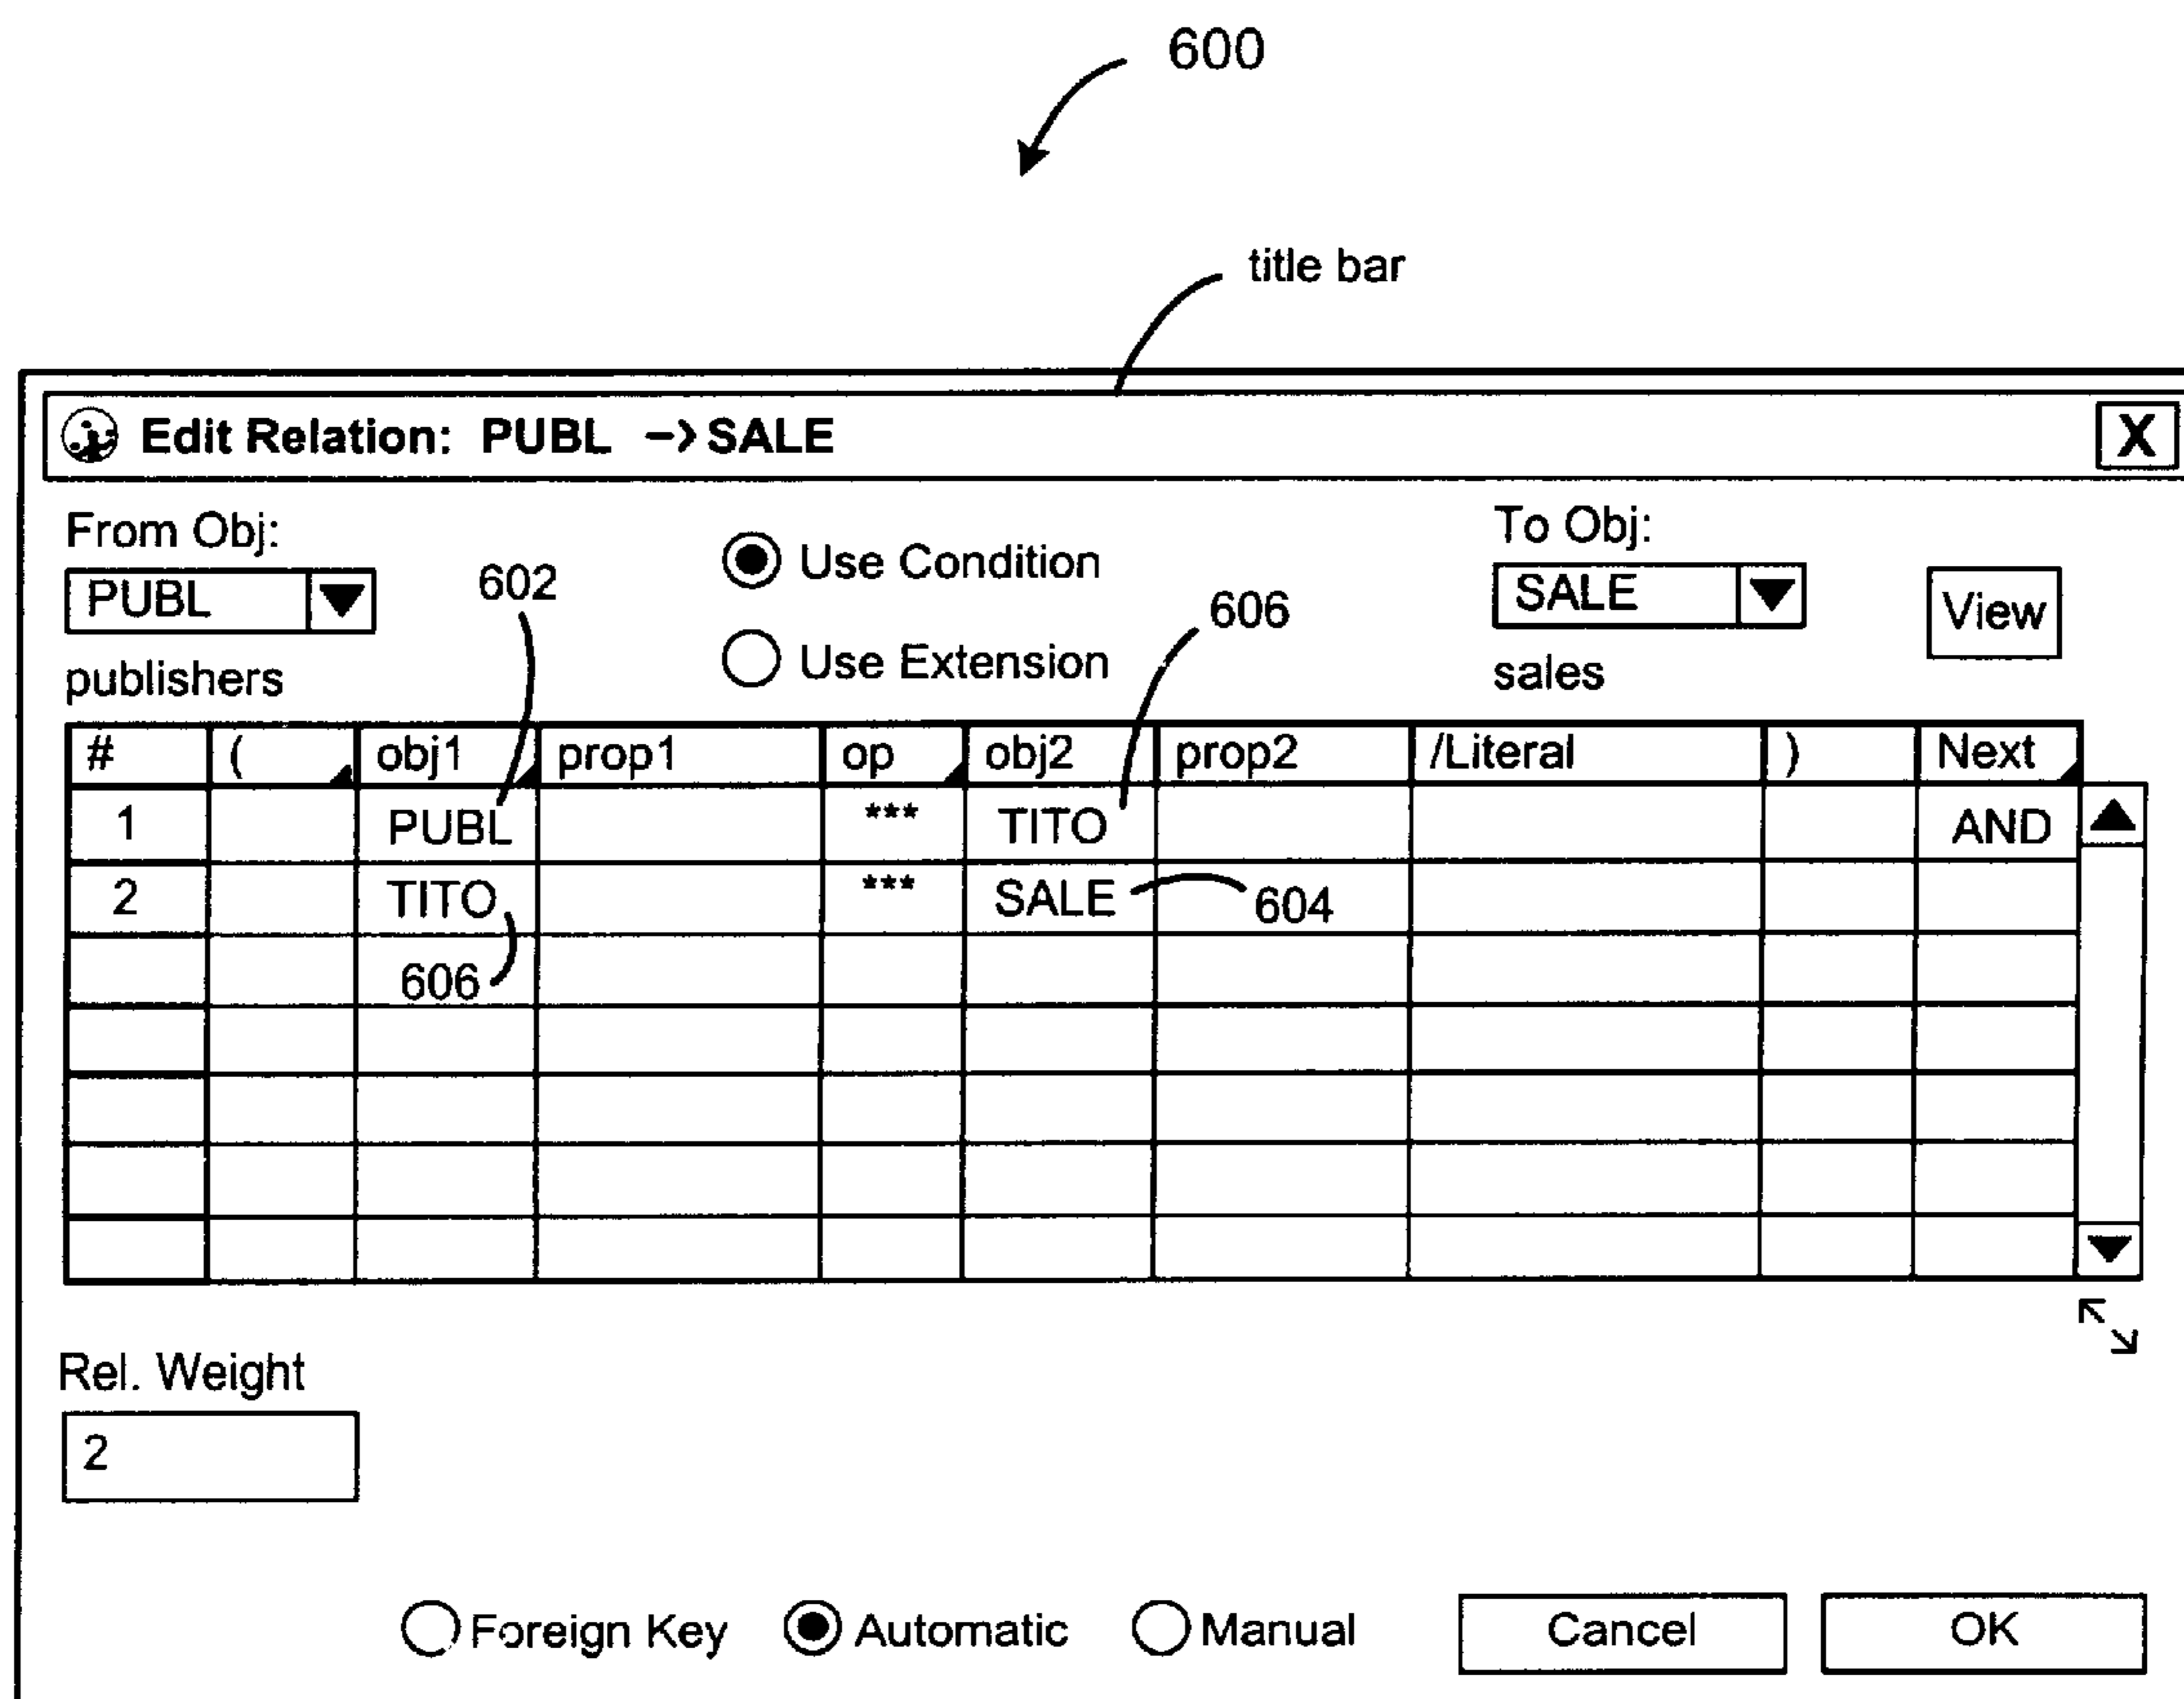 600
title bar
Edit Relation: PUBL -> SALE
X
From Obj:
PUBL
publishers
602
Use Condition
Use Extension
606
To Obj:
SALE
sales
View
# ( obj1 prop1 op obj2 prop2 /Literal ) Next
1 PUBL *** TITO AND
2 TITO *** SALE 604
606
Rel. Weight
2
Foreign Key Automatic Manual Cancel OK